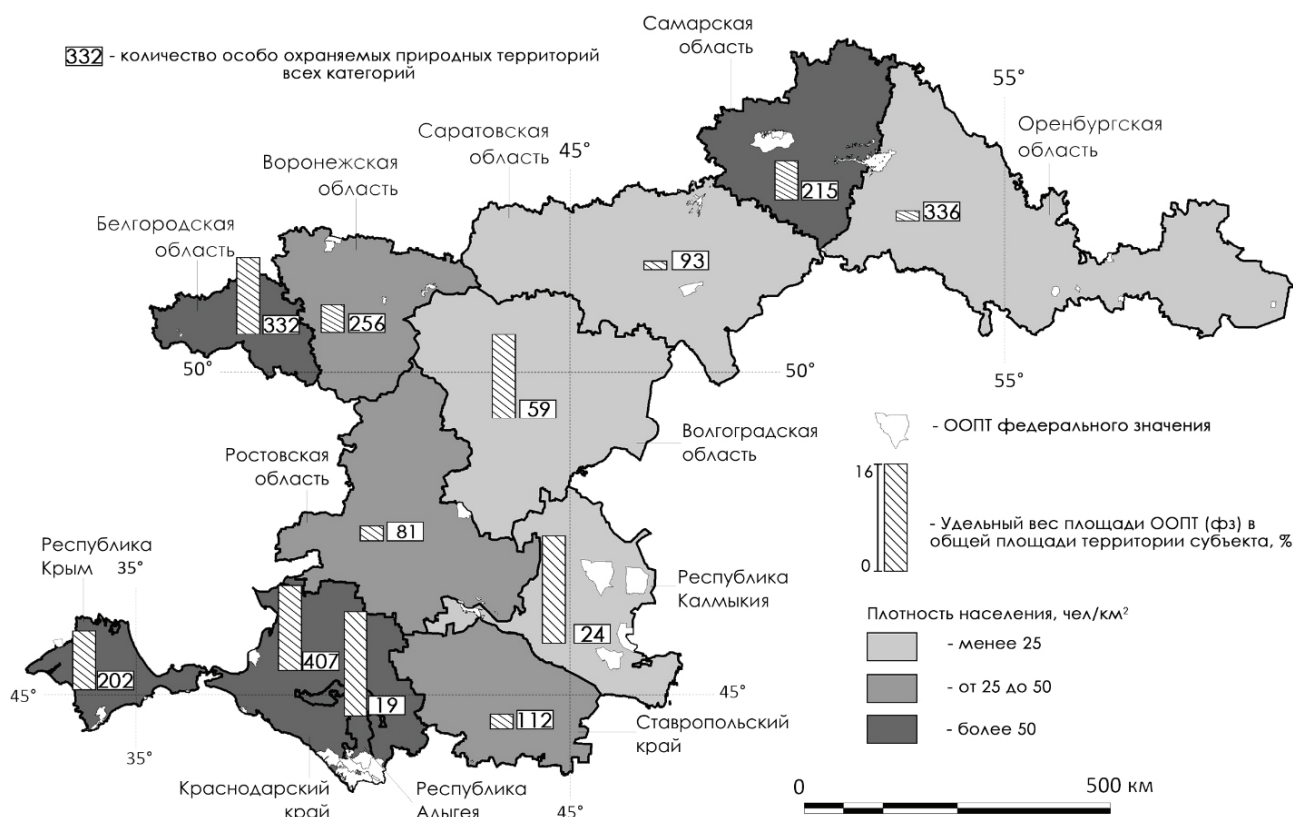 Самарская
область
332 - количество особо охраняемых природных территорий
всех категорий
55°
Саратовская
область
45°
Оренбургская
область
Воронежская
область
Белгородская
область
215
336
93
332
256
50°
50°
55°
59
Волгоградская
область
- ООПТ федерального значения
Ростовская
область
16
0
- Удельный вес площади ООПТ (фз) в
общей площади территории субъекта, %
81
Республика
Крым
35°
Республика
Калмыкия
24
Плотность населения, чел/км²
- менее 25
- от 25 до 50
- более 50
202
407
19
112
45°
45°
Ставропольский
край
35°
Краснодарский
край
Республика
Адыгея
45°
0
500 км